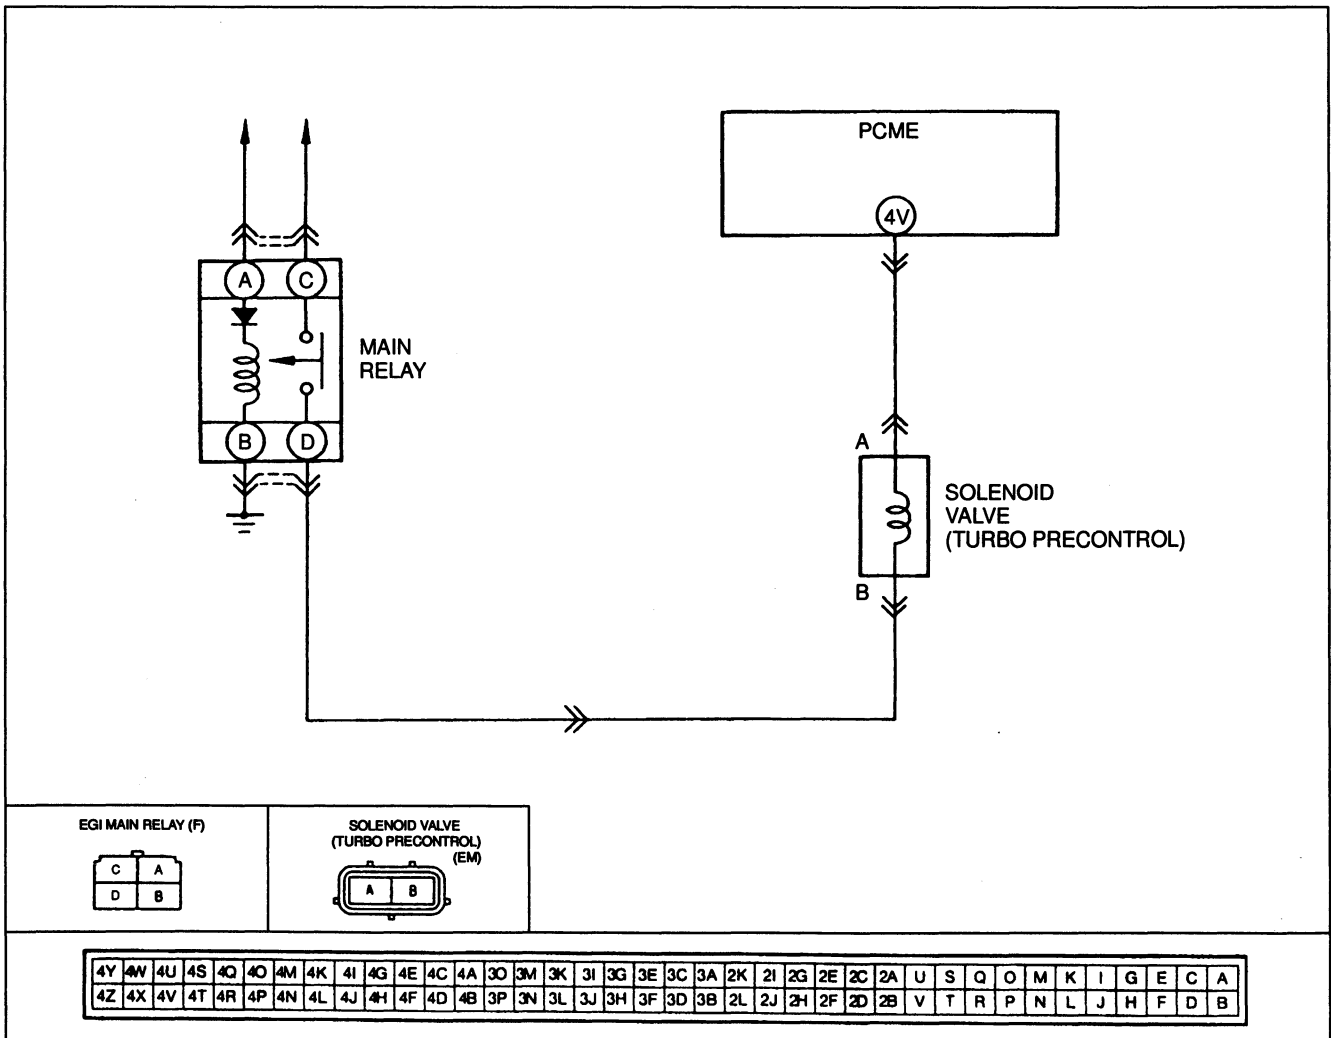 PCME
4V
A C
MAIN
RELAY
B D
A
SOLENOID
VALVE
(TURBO PRECONTROL)
B
EGI MAIN RELAY (F)
C A
D B
SOLENOID VALVE
(TURBO PRECONTROL)
(EM)
A B
4Y 4W 4U 4S 4Q 4O 4M 4K 4I 4G 4E 4C 4A 3O 3M 3K 3I 3G 3E 3C 3A 2K 2I 2G 2E 2C 2A U S Q O M K I G E C A
4Z 4X 4V 4T 4R 4P 4N 4L 4J 4H 4F 4D 4B 3P 3N 3L 3J 3H 3F 3D 3B 2L 2J 2H 2F 2D 2B V T R P N L J H F D B